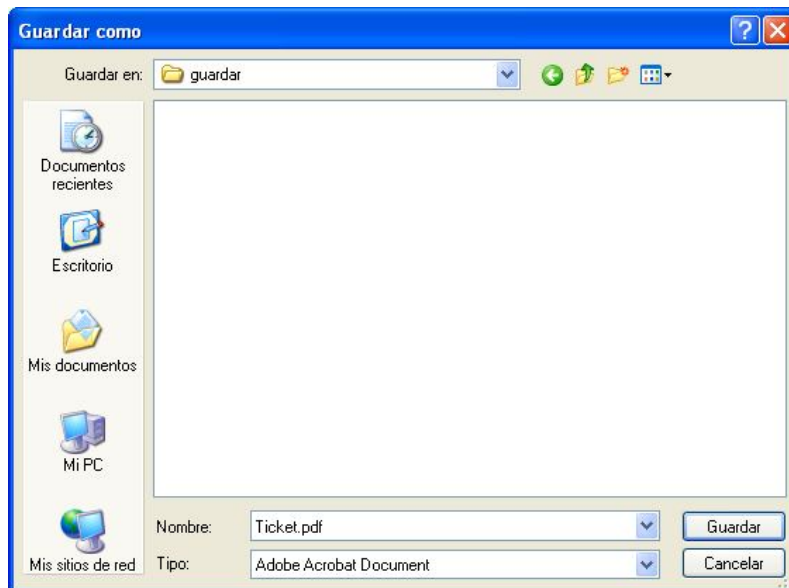 Guardar como
Guardar en: guardar
Documentos
recientes
Escritorio
Mis documentos
Mi PC
Mis sitios de red
Nombre: Ticket.pdf Guardar
Tipo: Adobe Acrobat Document Cancelar